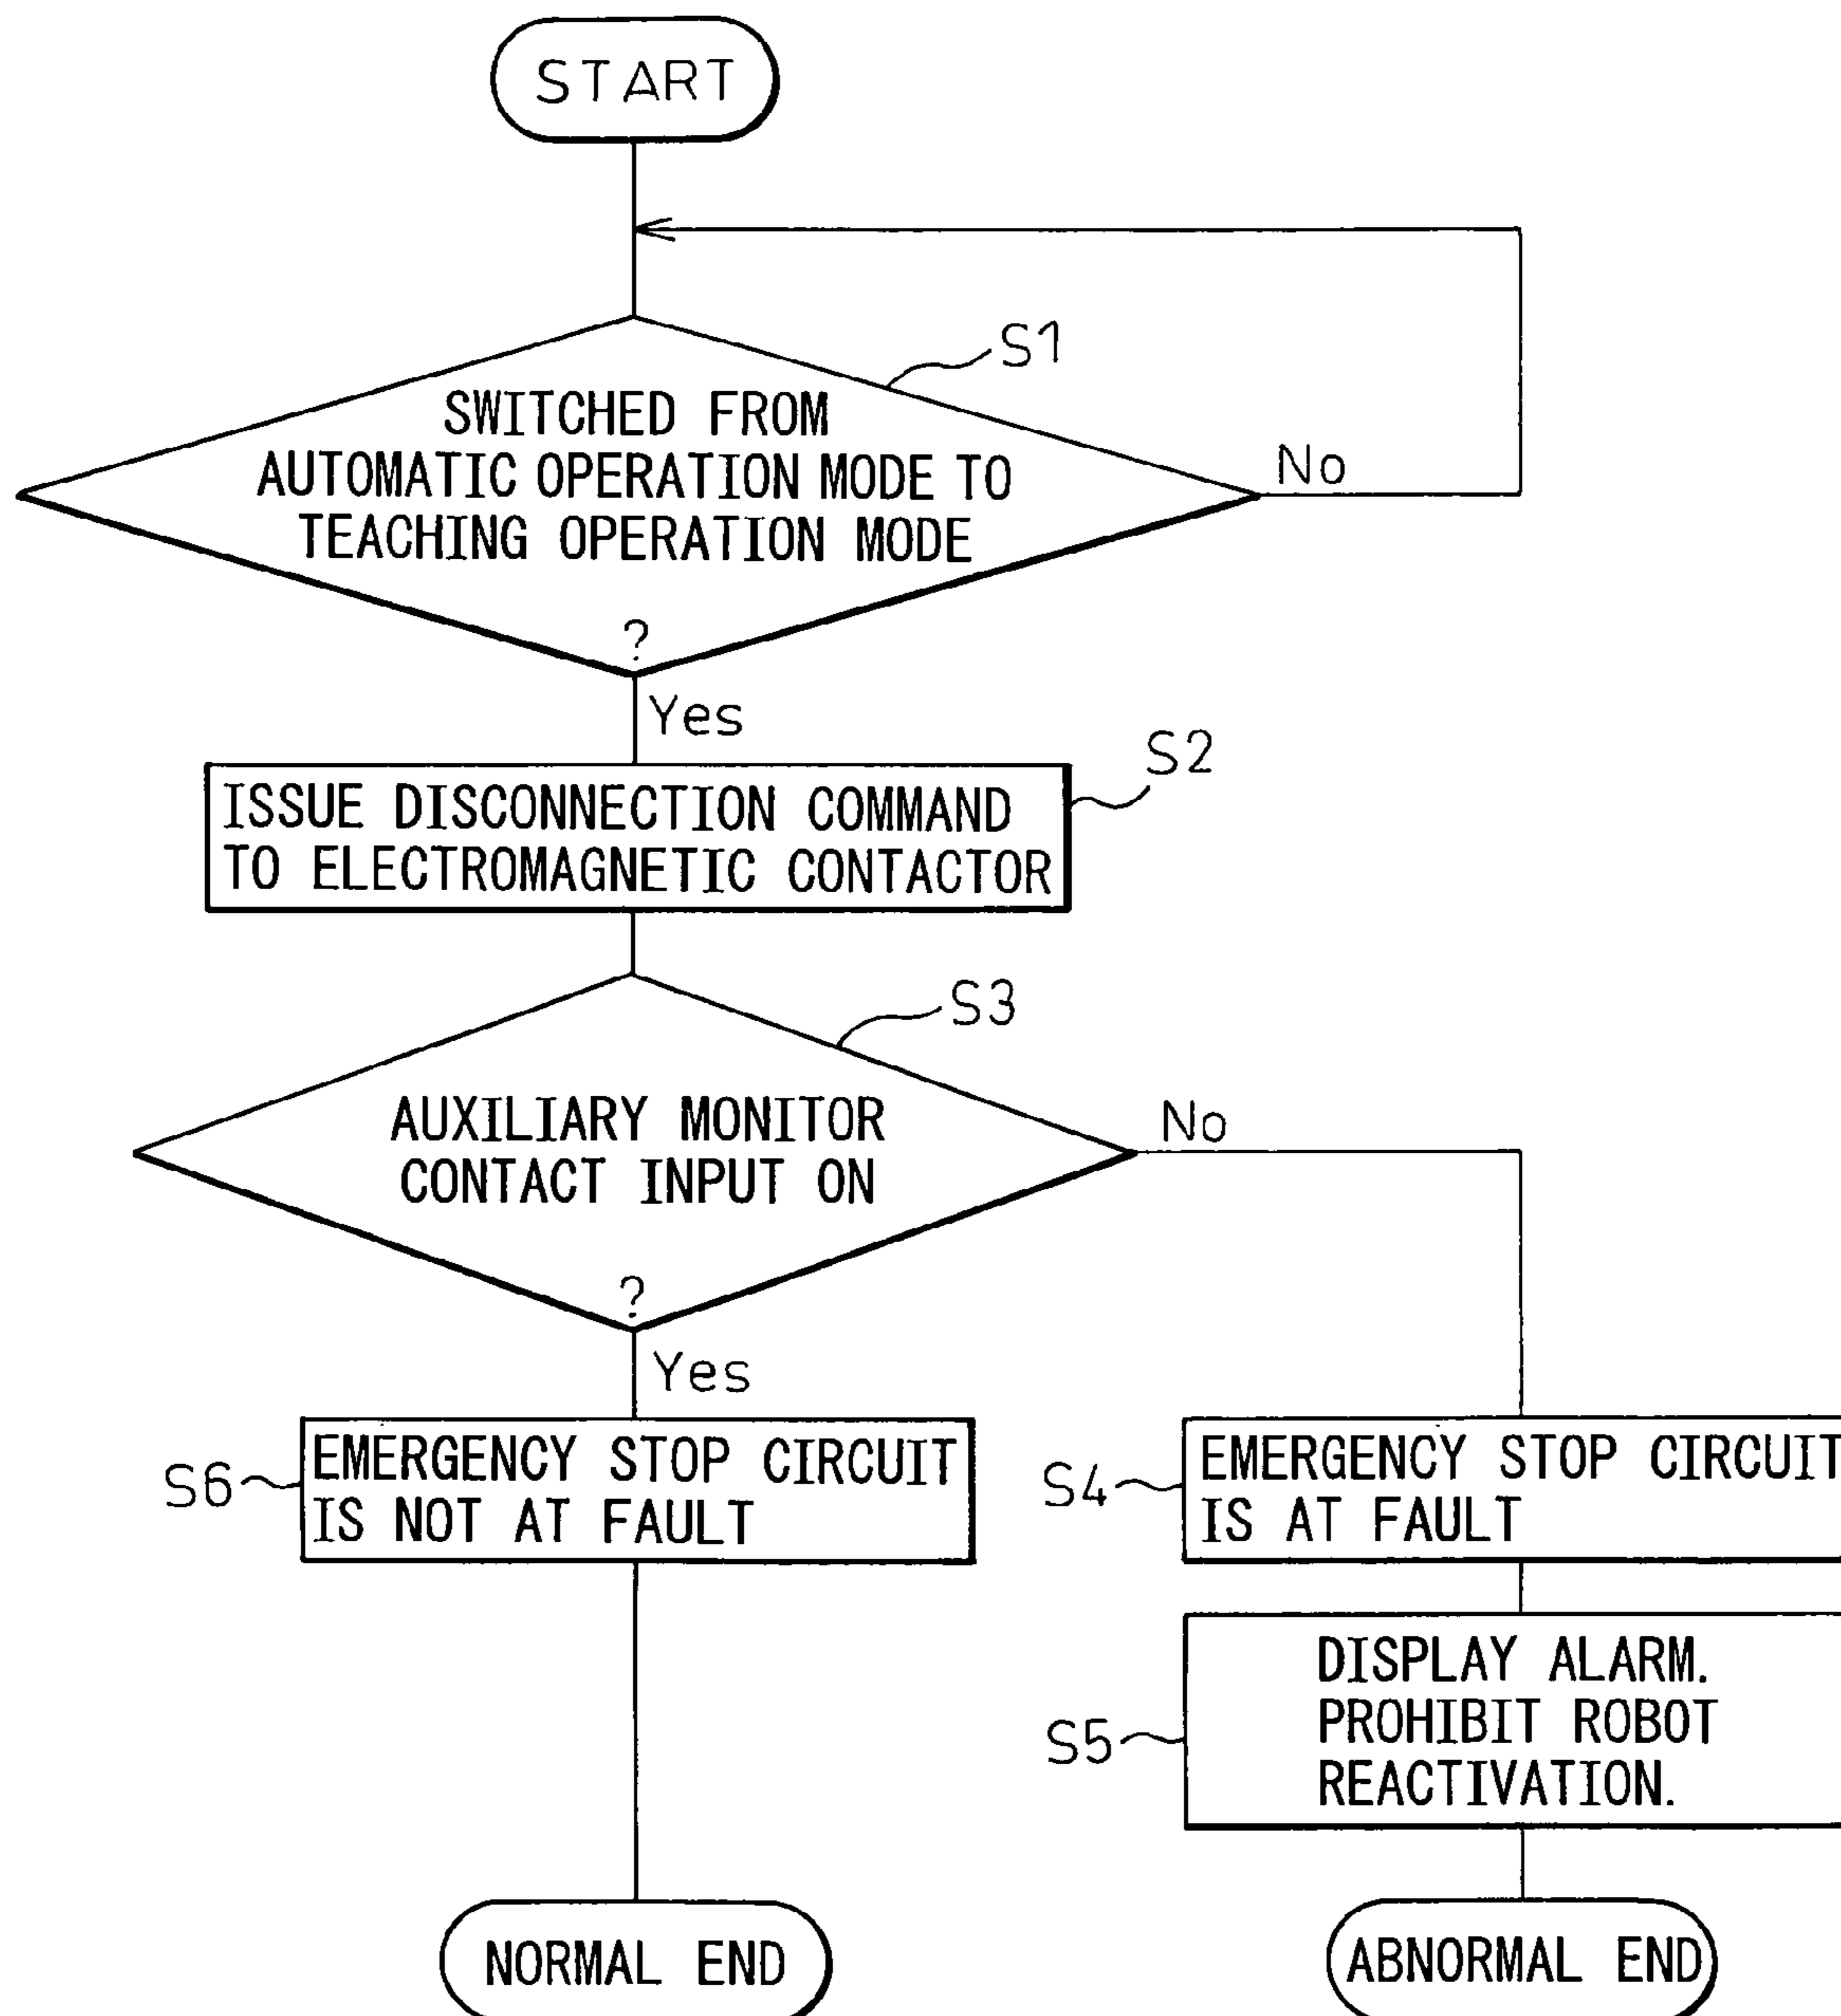 START
S1
SWITCHED FROM
AUTOMATIC OPERATION MODE TO
TEACHING OPERATION MODE
?
No
Yes
S2
ISSUE DISCONNECTION COMMAND
TO ELECTROMAGNETIC CONTACTOR
S3
AUXILIARY MONITOR
CONTACT INPUT ON
?
No
Yes
S6
EMERGENCY STOP CIRCUIT
IS NOT AT FAULT
S4
EMERGENCY STOP CIRCUIT
IS AT FAULT
S5
DISPLAY ALARM.
PROHIBIT ROBOT
REACTIVATION.
NORMAL END
ABNORMAL END